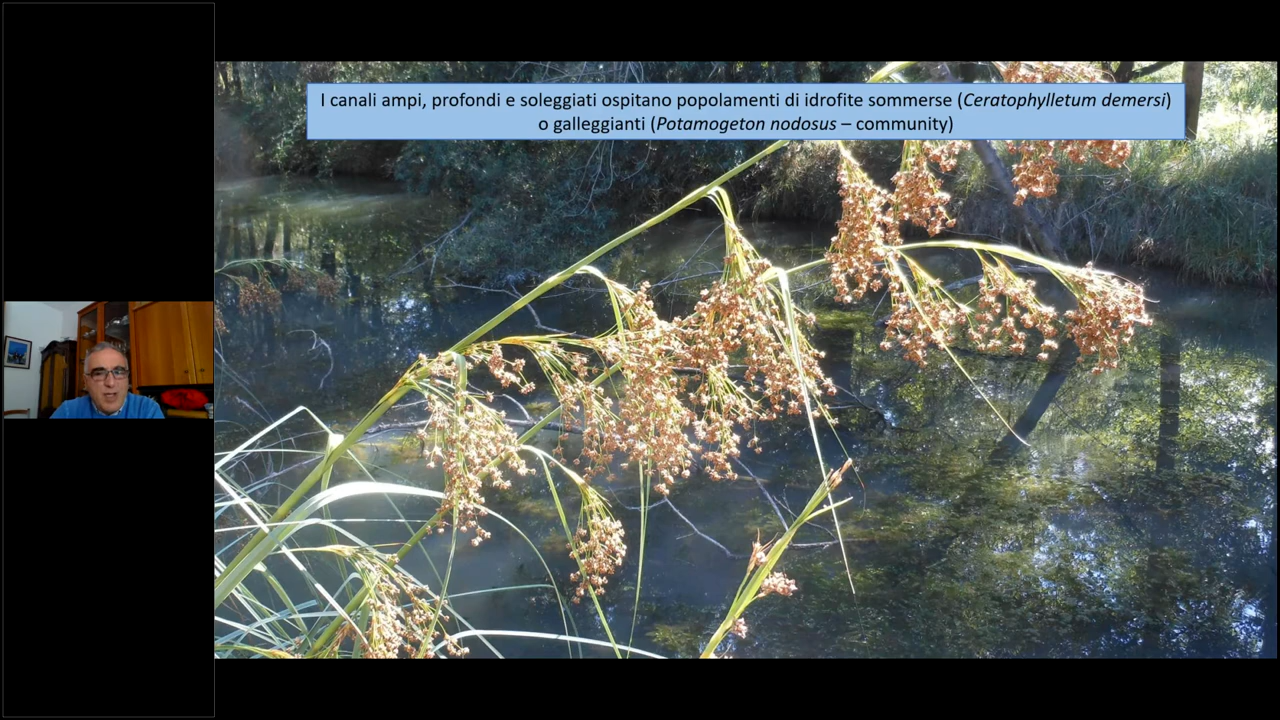 I canali ampi, profondi e soleggiati ospitano popolamenti di idrofite sommerse (Ceratophylletum demersi)
o galleggianti (Potamogeton nodosus – community)